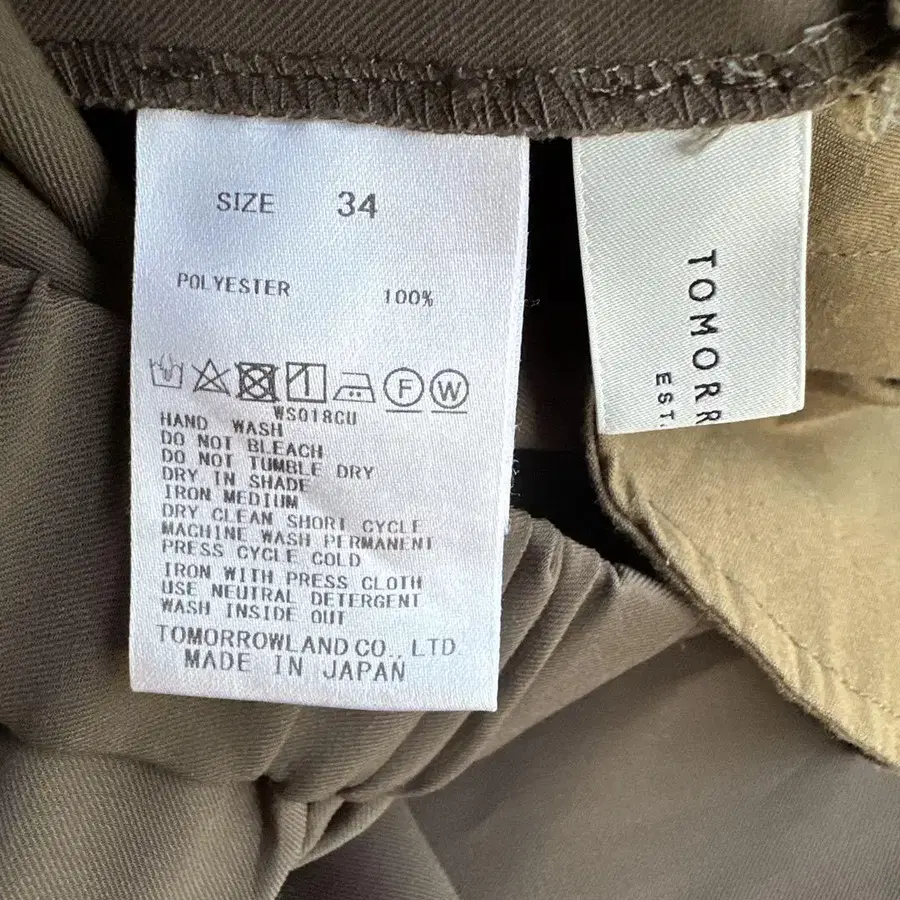 SIZE 34
POLYESTER 100%
F W
WS018CU
HAND WASH
DO NOT BLEACH
DO NOT TUMBLE DRY
DRY IN SHADE
IRON MEDIUM
DRY CLEAN SHORT CYCLE
MACHINE WASH PERMANENT
PRESS CYCLE COLD
IRON WITH PRESS CLOTH
USE NEUTRAL DETERGENT
WASH INSIDE OUT
TOMORROWLAND CO., LTD
MADE IN JAPAN
TOMORR
EST.